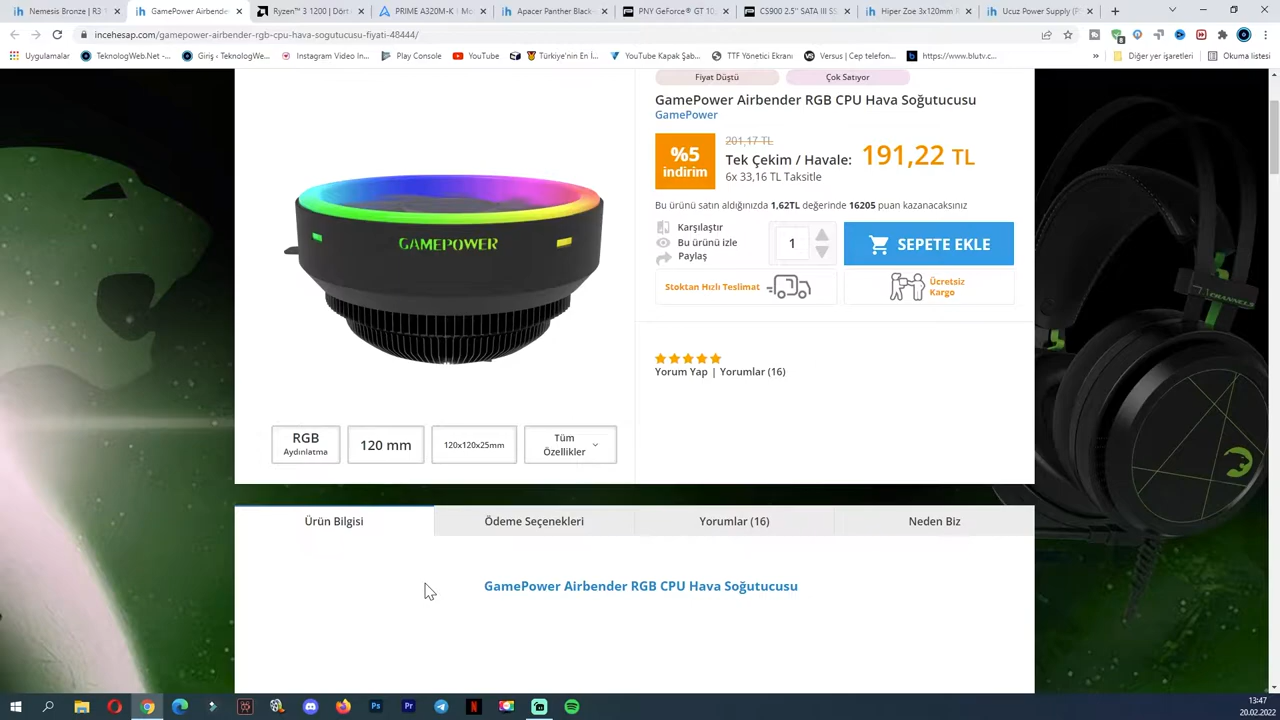 Nemesis Bronze | R3 1
GamePower Airbende
Ryzen™ 3 1200 | Dört
PRIME A320M-K | Mo
Apacer Panther Black -
PNY GeForce® GT 10
CS900 2.5'' SATA III SS
Hiper Zoe 3x120mm R
Ucuz Power Supply (P
incehesap.com/gamepower-airbender-rgb-cpu-hava-sogutucusu-fiyati-48444/
Uygulamalar
TeknologWeb.Net -...
Giriş ‹ TeknologWe...
Instagram Video In...
Play Console
YouTube
Türkiye'nin En İ...
YouTube Kapak Şab...
TTF Yönetici Ekranı
Versus | Cep telefon...
https://www.blutv.c...
»
Diğer yer işaretleri
Okuma listesi
Fiyat Düştü
Çok Satıyor
GamePower Airbender RGB CPU Hava Soğutucusu
GamePower
%5
indirim
201,17 TL
Tek Çekim / Havale: 191,22 TL
6x 33,16 TL Taksitle
Bu ürünü satın aldığınızda 1,62TL değerinde 16205 puan kazanacaksınız
Karşılaştır
Bu ürünü izle
Paylaş
1
SEPETE EKLE
Stoktan Hızlı Teslimat
Ücretsiz
Kargo
GAMEPOWER
Yorum Yap | Yorumlar (16)
RGB
Aydınlatma
120 mm
120x120x25mm
Tüm
Özellikler
Ürün Bilgisi
Ödeme Seçenekleri
Yorumlar (16)
Neden Biz
GamePower Airbender RGB CPU Hava Soğutucusu
13:47
20.02.2022